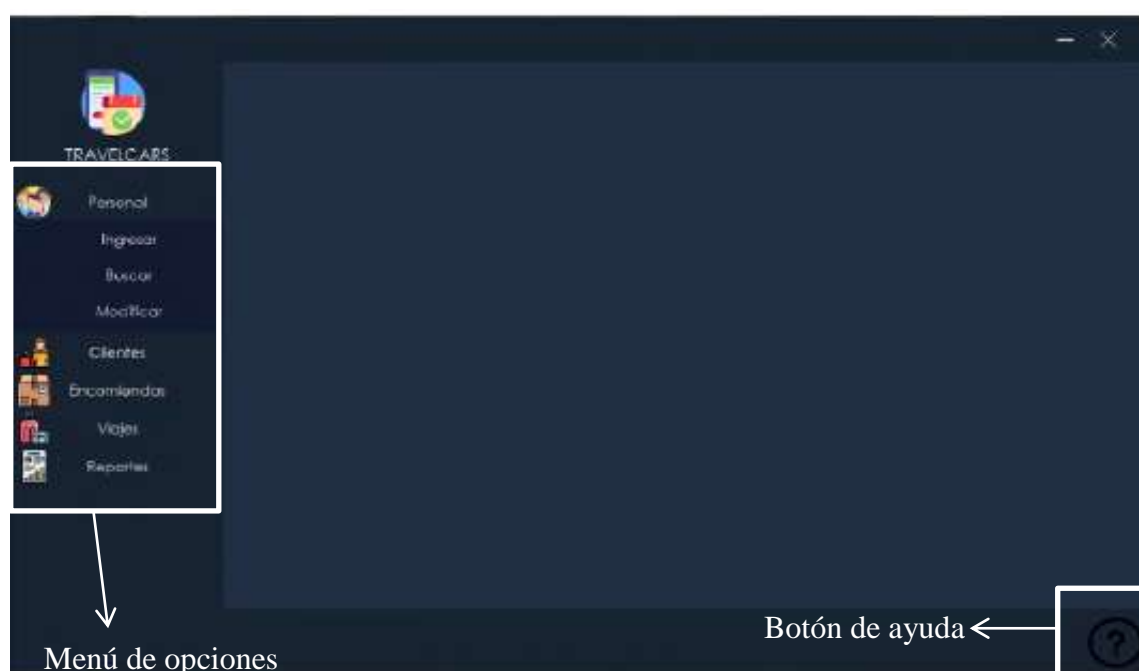 TRAVELCARS
Personal
Ingresar
Buscar
Modificar
Clientes
Encomiendas
Viajes
Reportes
Botón de ayuda
?
Menú de opciones